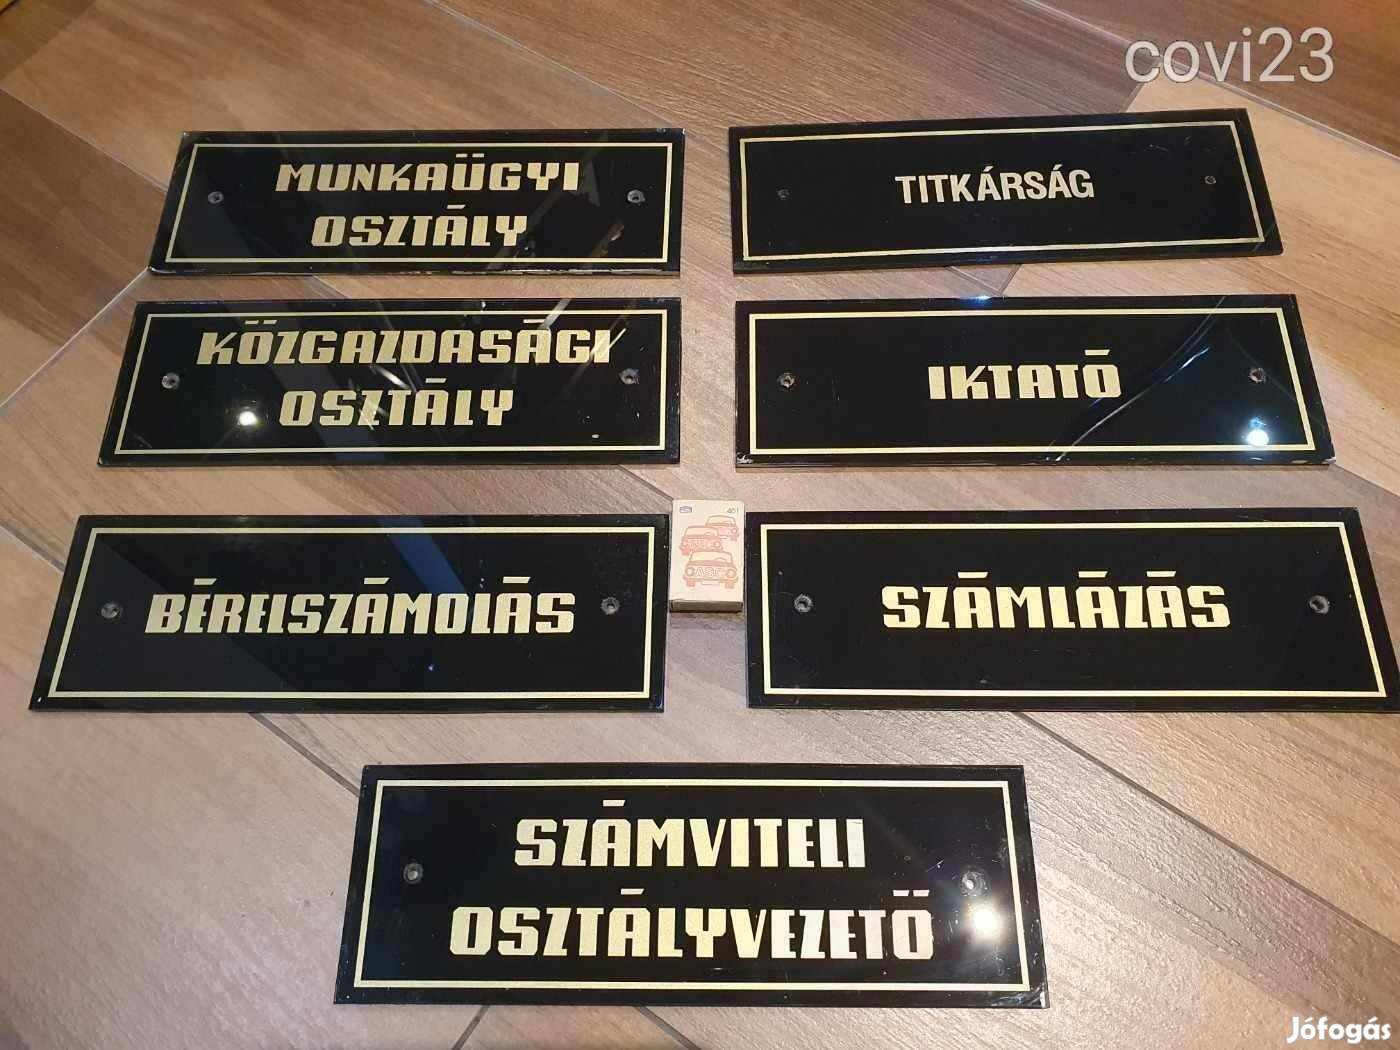 covi23
MUNKAÜGYI
OSZTÁLY
TITKÁRSÁG
KÖZGAZDASÁGI
OSZTÁLY
IKTATÓ
BÉRELSZÁMOLÁS
SZÁMLÁZÁS
SZÁMVITELI
OSZTÁLYVEZETŐ
Jófogás